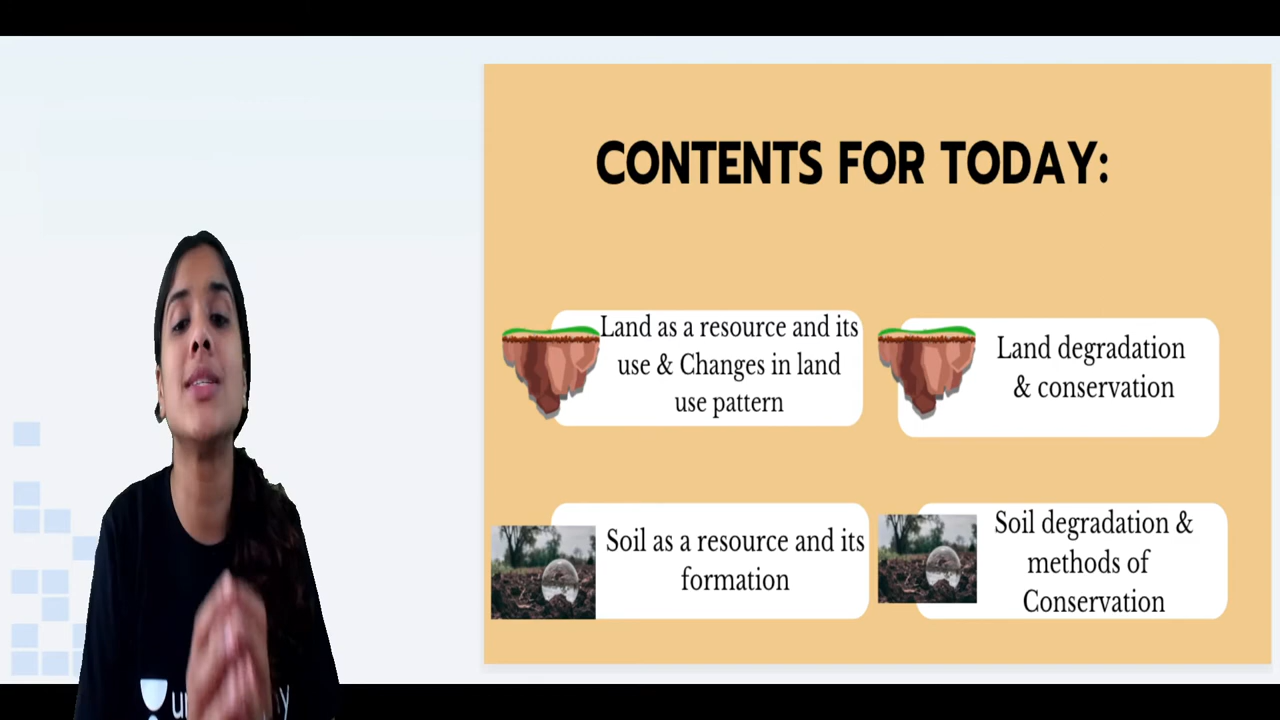 CONTENTS FOR TODAY:
Land as a resource and its
use & Changes in land
use pattern
Land degradation
& conservation
Soil as a resource and its
formation
Soil degradation &
methods of
Conservation